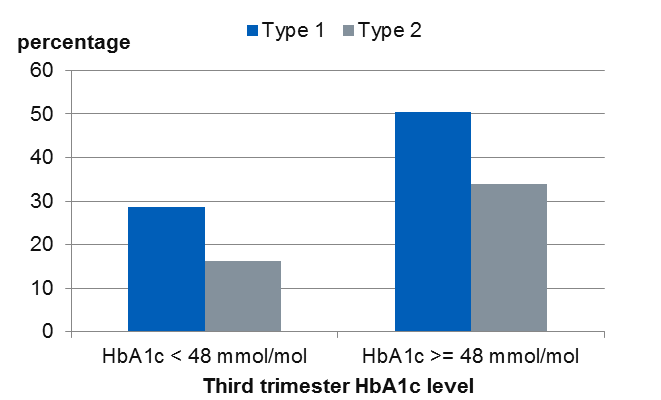 Type 1 Type 2
percentage
60
50
40
30
20
10
0
HbA1c < 48 mmol/mol HbA1c >= 48 mmol/mol
Third trimester HbA1c level